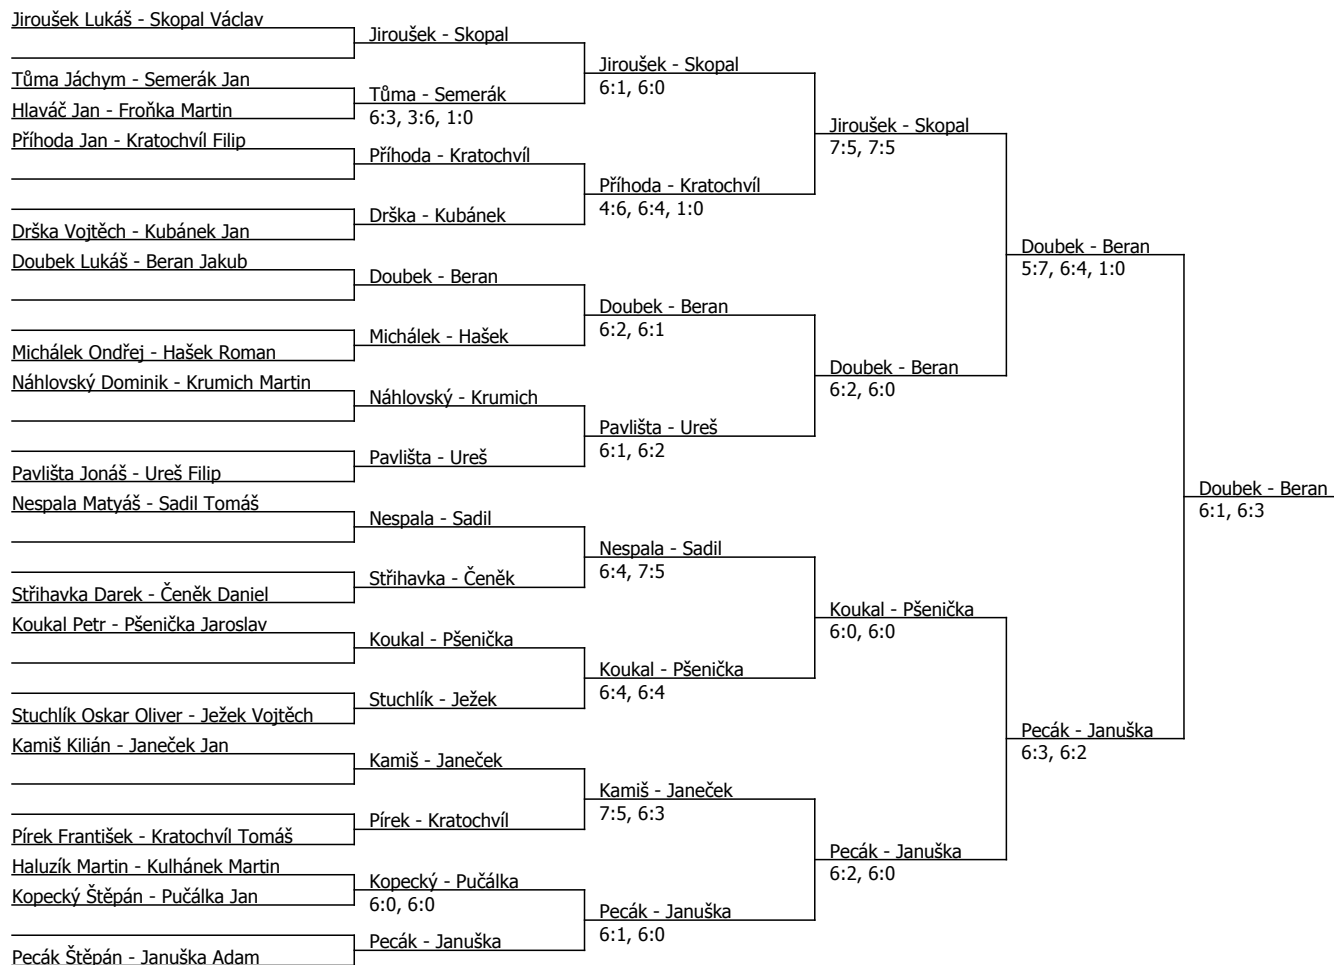 Jiroušek Lukáš - Skopal Václav
Tůma Jáchym - Semerák Jan
Hlaváč Jan - Froňka Martin
Příhoda Jan - Kratochvíl Filip
Drška Vojtěch - Kubánek Jan
Doubek Lukáš - Beran Jakub
Michálek Ondřej - Hašek Roman
Náhlovský Dominik - Krumich Martin
Pavlišta Jonáš - Ureš Filip
Nespala Matyáš - Sadil Tomáš
Střihavka Darek - Čeněk Daniel
Koukal Petr - Pšenička Jaroslav
Stuchlík Oskar Oliver - Ježek Vojtěch
Kamiš Kilián - Janeček Jan
Pírek František - Kratochvíl Tomáš
Haluzík Martin - Kulhánek Martin
Kopecký Štěpán - Pučálka Jan
Pecák Štěpán - Januška Adam
Jiroušek - Skopal
Tůma - Semerák
6:3, 3:6, 1:0
Příhoda - Kratochvíl
Drška - Kubánek
Doubek - Beran
Michálek - Hašek
Náhlovský - Krumich
Pavlišta - Ureš
Nespala - Sadil
Střihavka - Čeněk
Koukal - Pšenička
Stuchlík - Ježek
Kamiš - Janeček
Pírek - Kratochvíl
Kopecký - Pučálka
6:0, 6:0
Pecák - Januška
Jiroušek - Skopal
6:1, 6:0
Příhoda - Kratochvíl
4:6, 6:4, 1:0
Doubek - Beran
6:2, 6:1
Pavlišta - Ureš
6:1, 6:2
Nespala - Sadil
6:4, 7:5
Koukal - Pšenička
6:4, 6:4
Kamiš - Janeček
7:5, 6:3
Pecák - Januška
6:1, 6:0
Jiroušek - Skopal
7:5, 7:5
Doubek - Beran
6:2, 6:0
Koukal - Pšenička
6:0, 6:0
Pecák - Januška
6:2, 6:0
Doubek - Beran
5:7, 6:4, 1:0
Pecák - Januška
6:3, 6:2
Doubek - Beran
6:1, 6:3